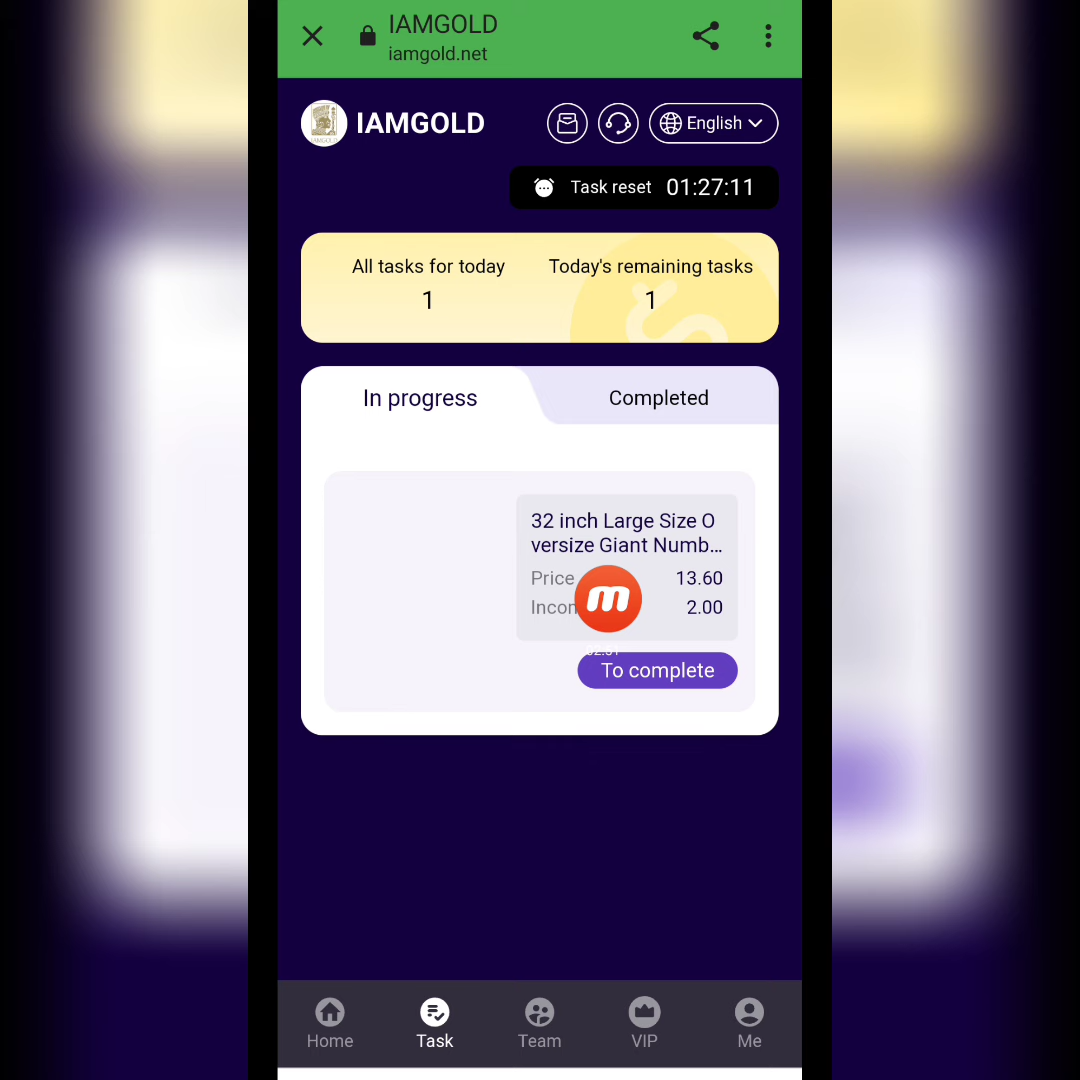 IAMGOLD
iamgold.net
IAMGOLD
English
Task reset 01:27:11
All tasks for today
Today's remaining tasks
1
1
In progress
Completed
32 inch Large Size O
versize Giant Numb...
Price 13.60
Incom 2.00
To complete
Home
Task
Team
VIP
Me